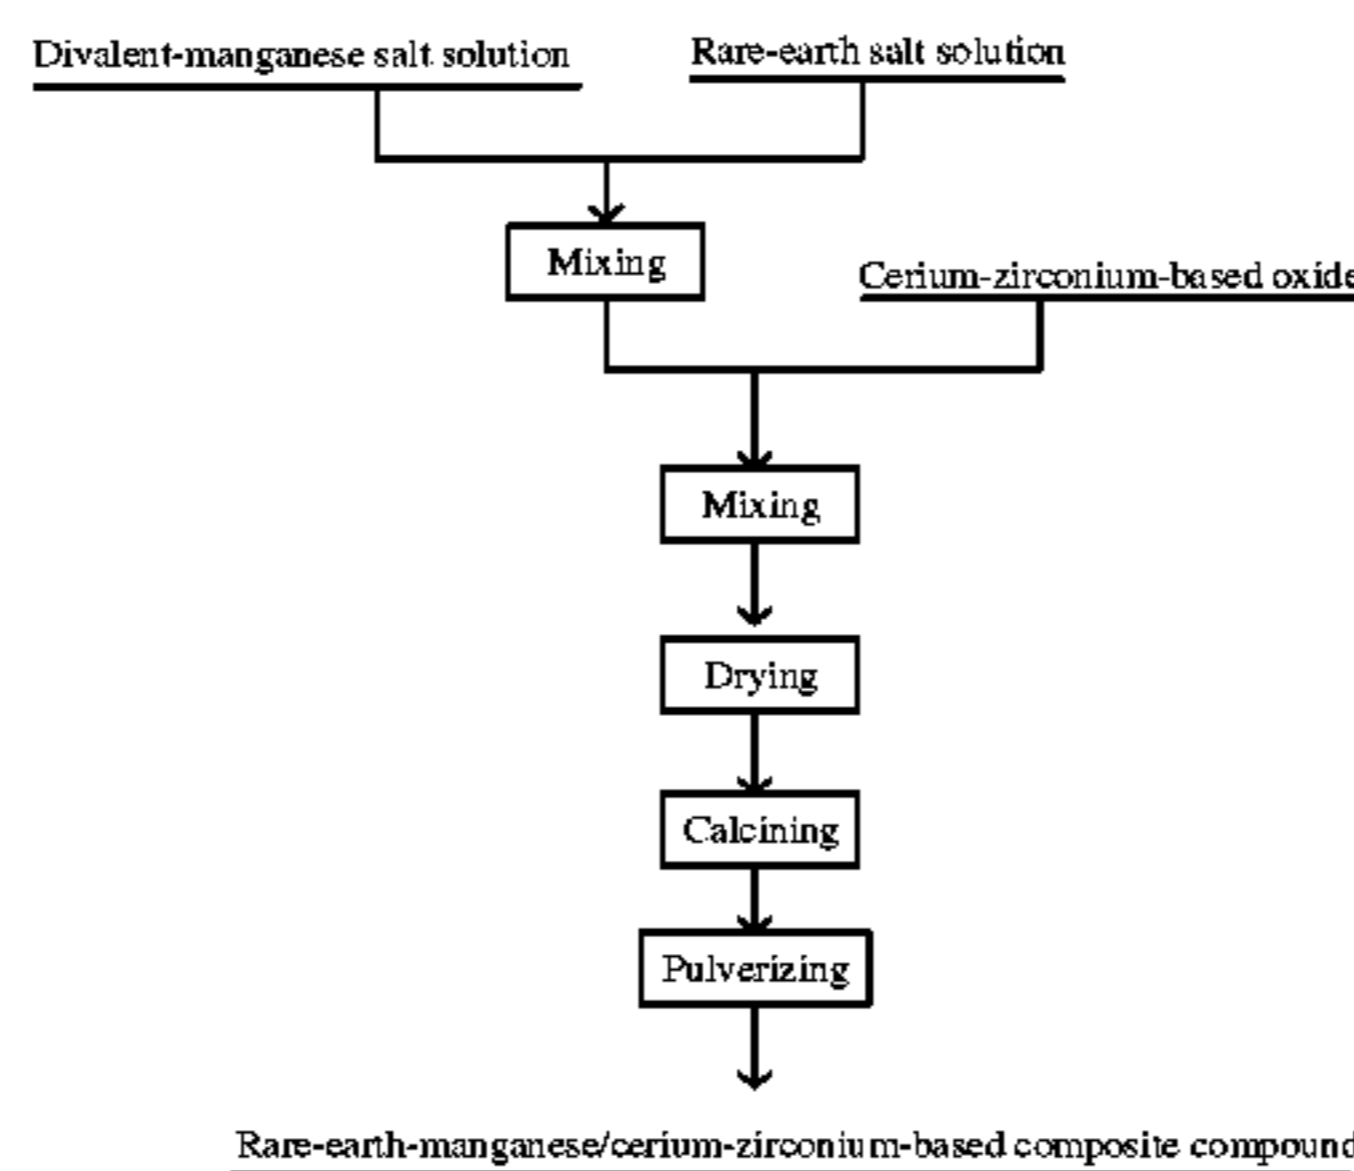 Divalent-manganese salt solution
Rare-earth salt solution
Mixing
Cerium-zirconium-based oxide
Mixing
Drying
Calcining
Pulverizing
Rare-earth-manganese/cerium-zirconium-based composite compound